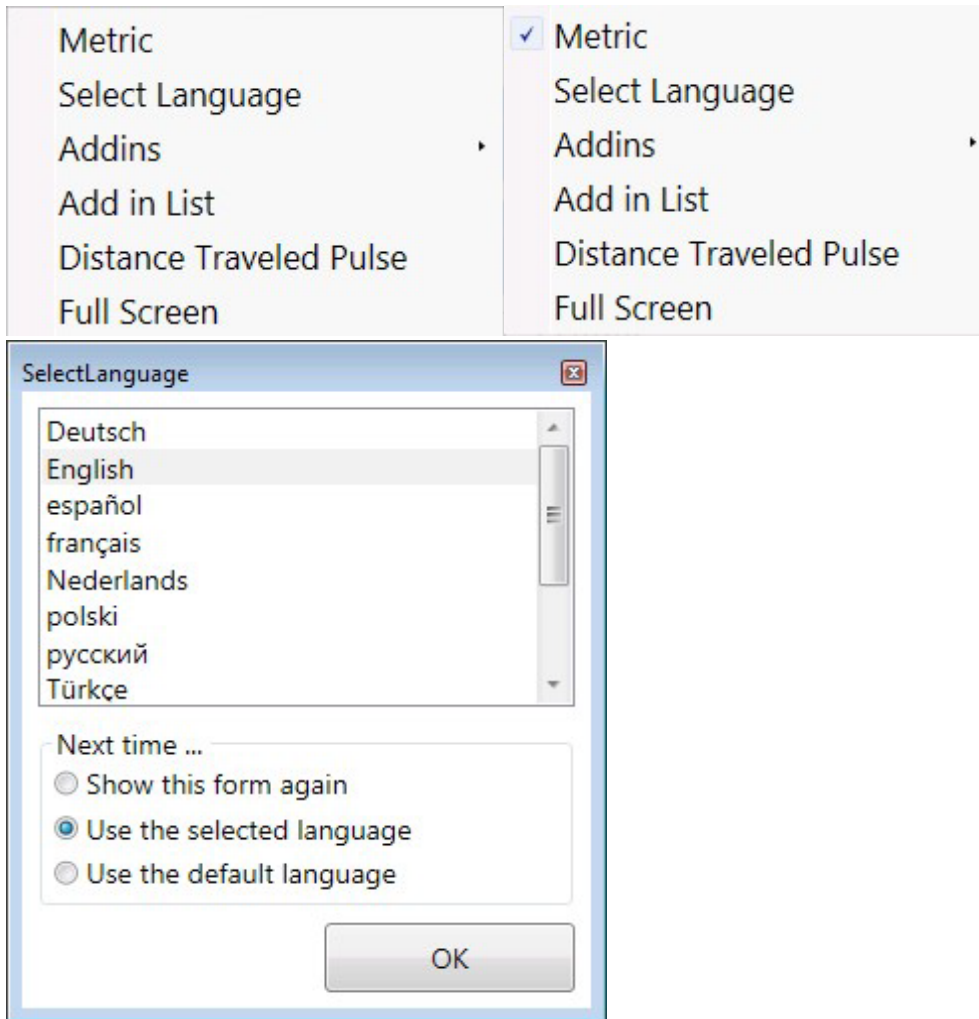 Metric
Select Language
Addins
Add in List
Distance Traveled Pulse
Full Screen
Metric
Select Language
Addins
Add in List
Distance Traveled Pulse
Full Screen
SelectLanguage
Deutsch
English
español
français
Nederlands
polski
русский
Türkçe
Next time ...
Show this form again
Use the selected language
Use the default language
OK